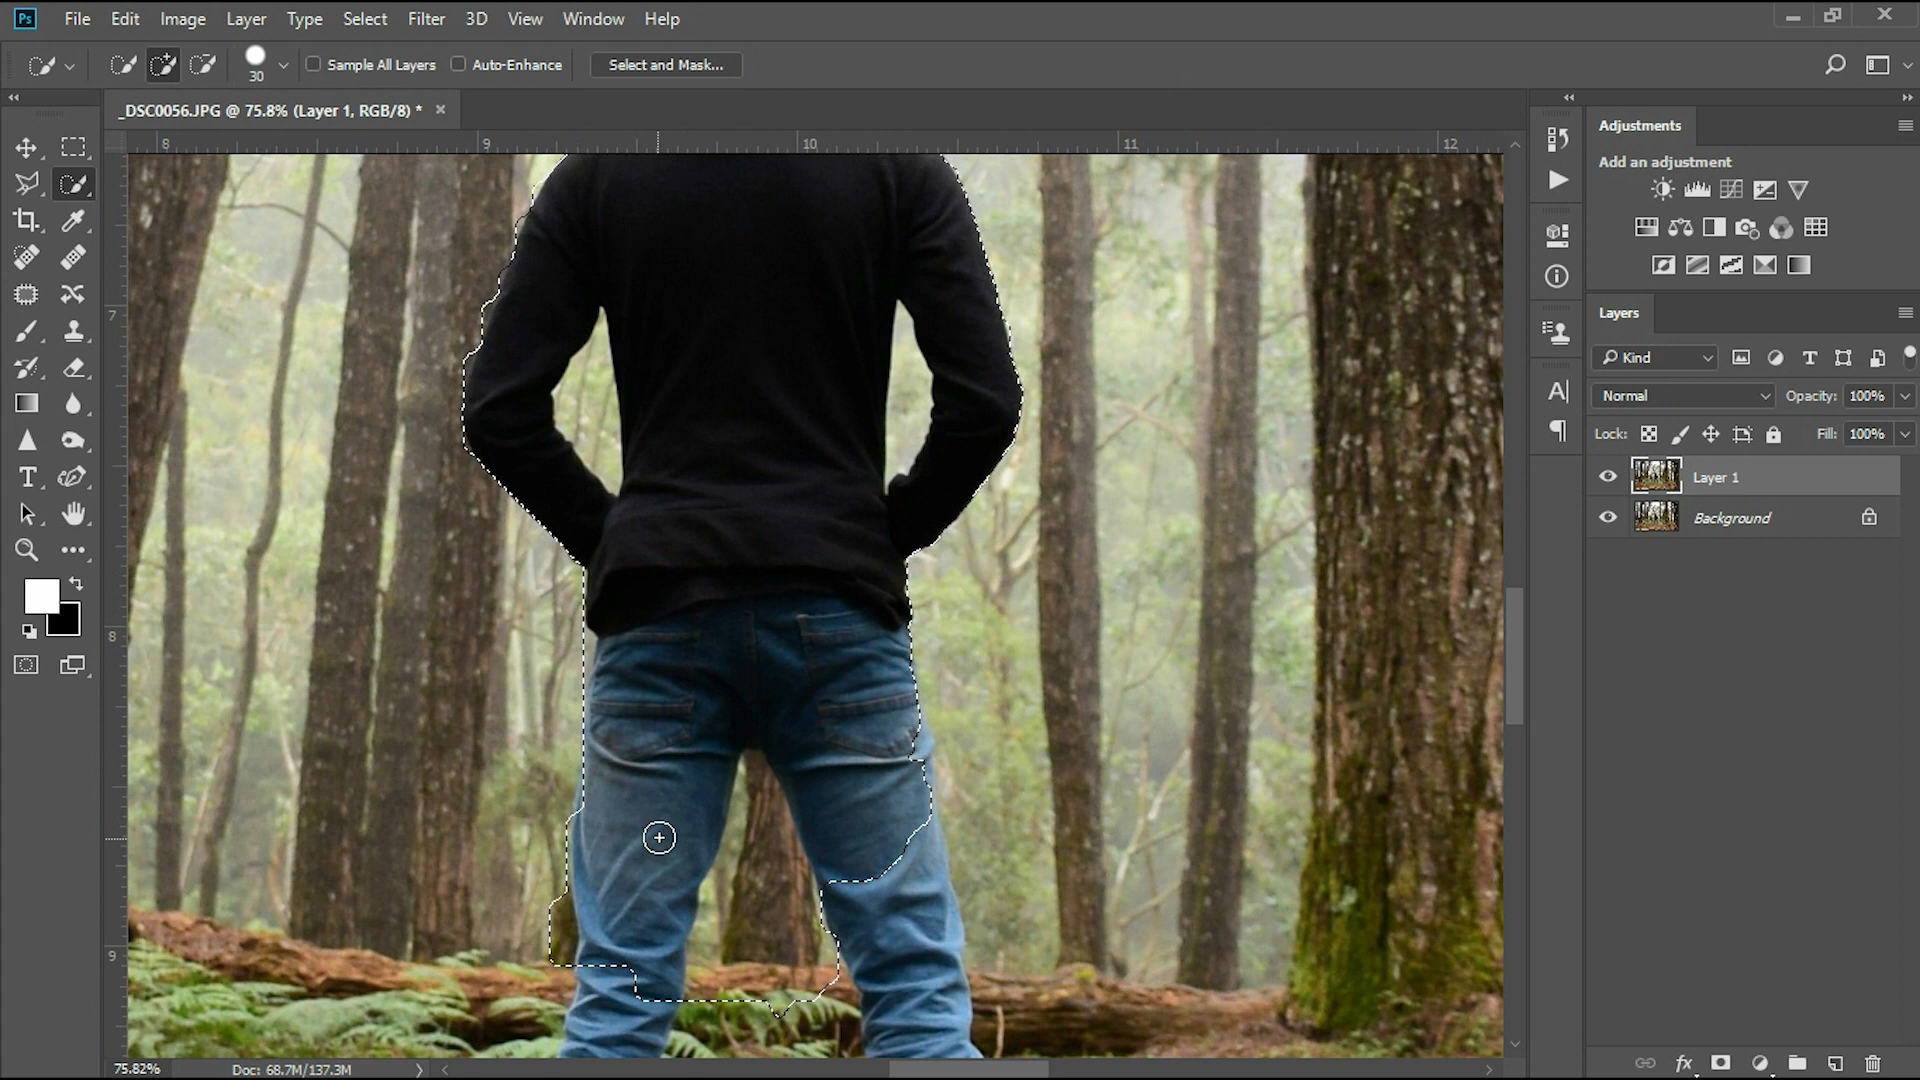 Ps File Edit Image Layer Type Select Filter 3D View Window Help
30 Sample All Layers Auto-Enhance Select and Mask...
_DSC0056.JPG @ 75.8% (Layer 1, RGB/8) *
8 9 10 11 12
7
8
9
Adjustments
Add an adjustment
Layers
Kind
Normal Opacity: 100%
Lock: Fill: 100%
Layer 1
Background
75.82% Doc: 68.7M/137.3M
fx